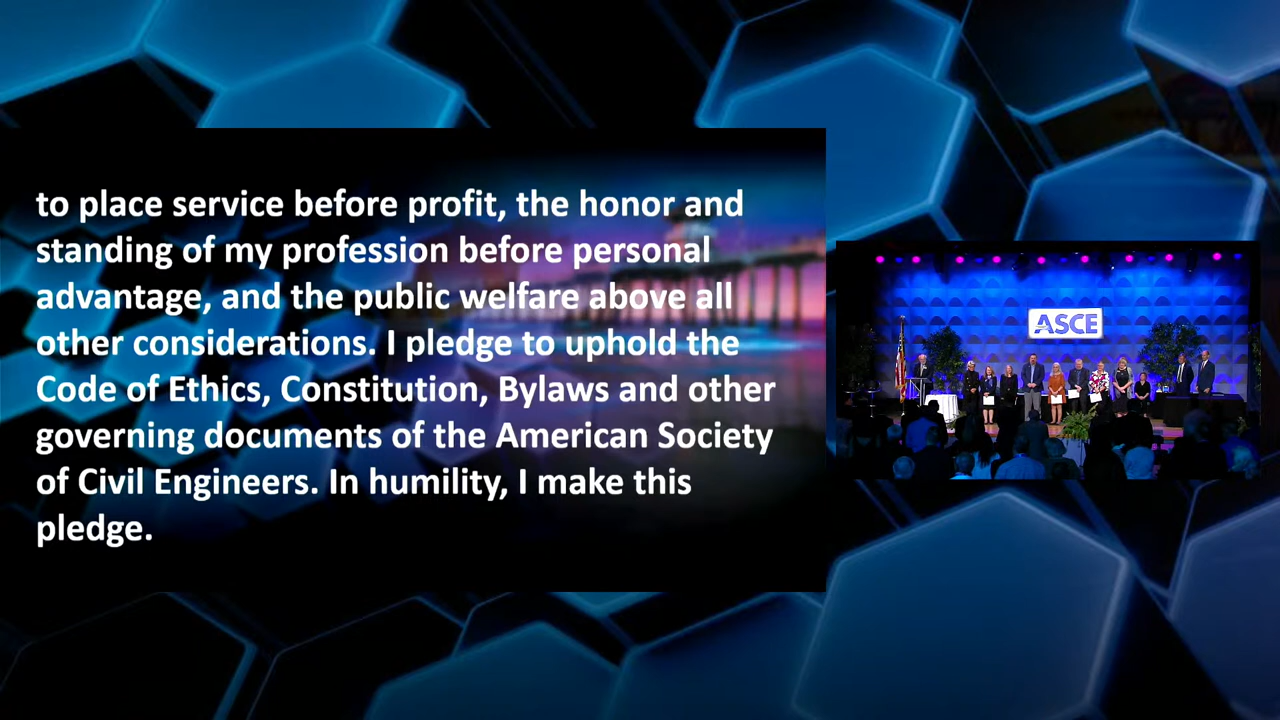 to place service before profit, the honor and
standing of my profession before personal
advantage, and the public welfare above all
other considerations. I pledge to uphold the
Code of Ethics, Constitution, Bylaws and other
governing documents of the American Society
of Civil Engineers. In humility, I make this
pledge.
ASCE